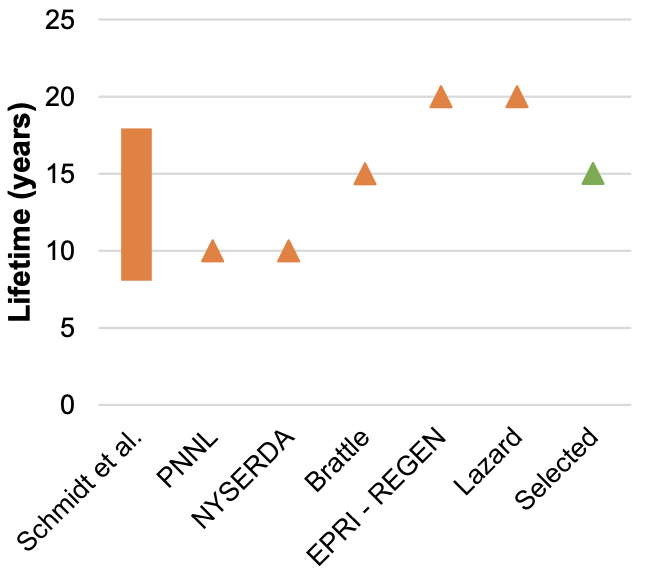 25
20
15
10
5
0
Lifetime (years)
Schmidt et al.
PNNL
NYSERDA
Brattle
EPRI - REGEN
Lazard
Selected